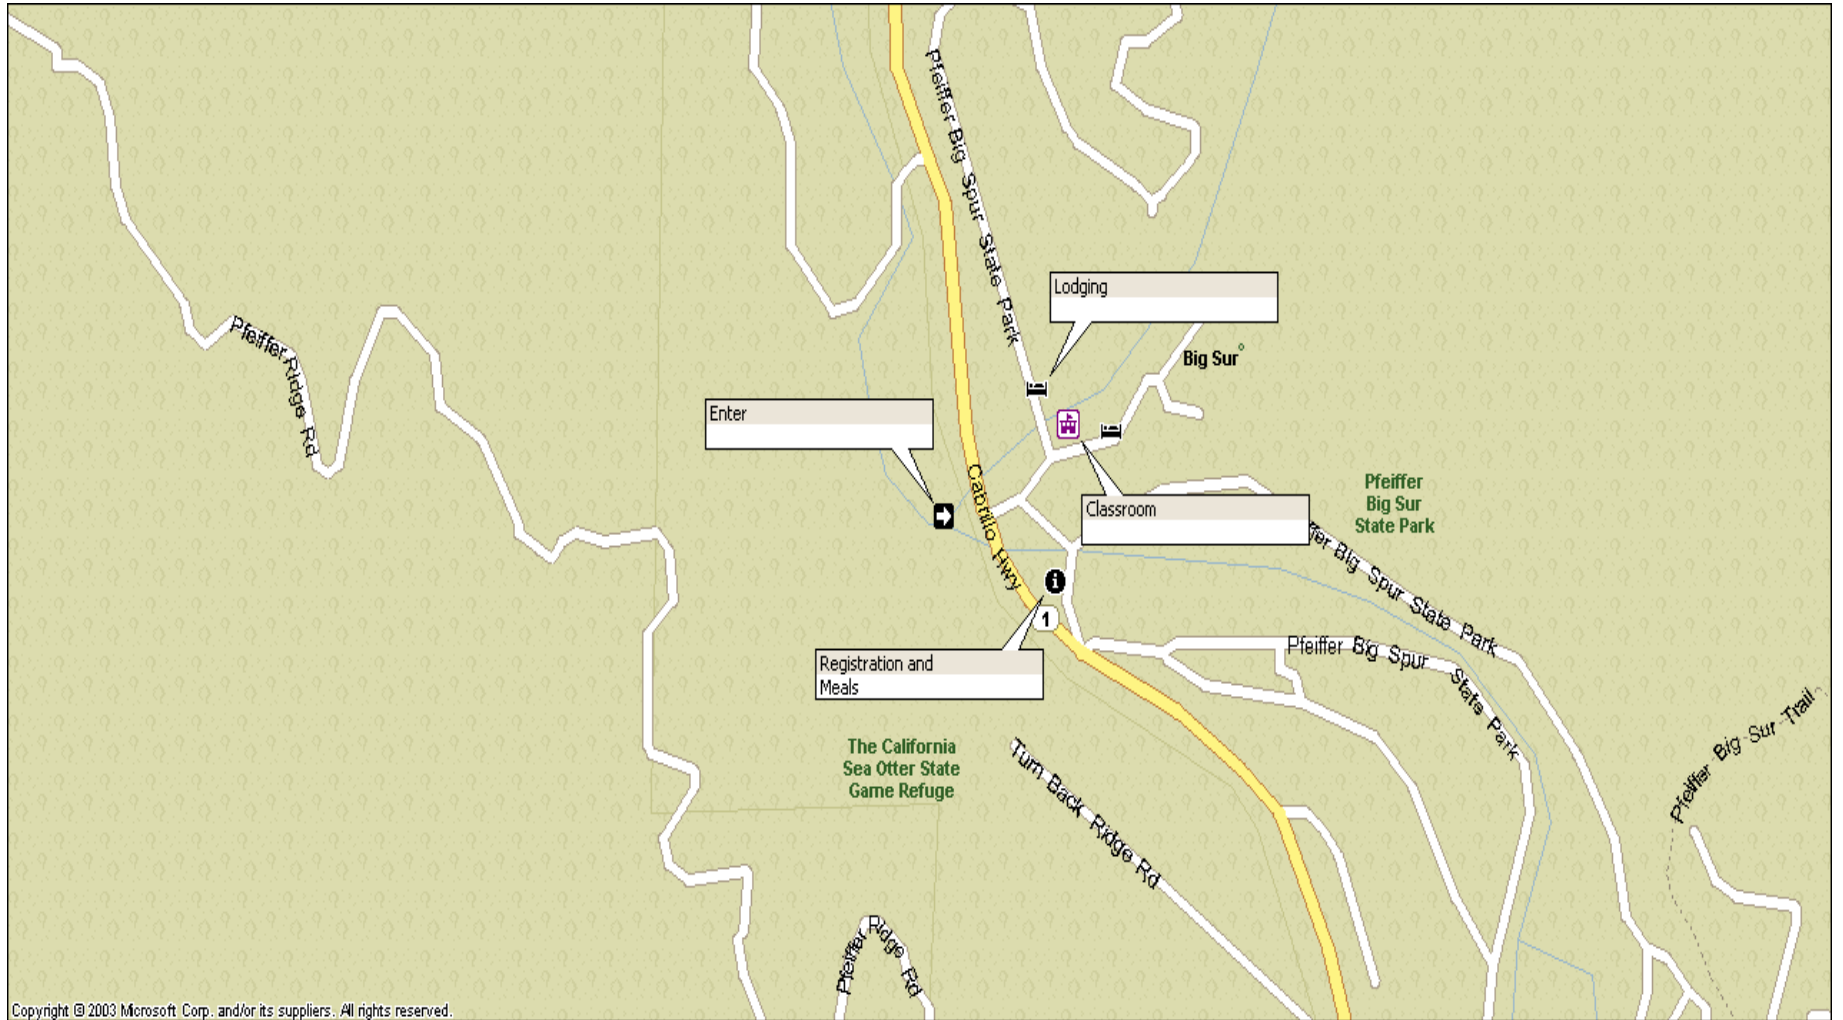 Pfeiffer Big Spur State Park
Lodging
Big Sur
Pfeiffer Ridge Rd
Enter
Cabrillo Hwy
Classroom
Pfeiffer
Big Sur
State Park
ffer Big Spur State Park
1
Registration and
Meals
Pfeiffer Big Spur
State Park
The California
Sea Otter State
Game Refuge
Turn Back Ridge Rd
Pfeiffer Big Sur Trail
Pfeiffer Ridge Rd
Copyright © 2003 Microsoft Corp. and/or its suppliers. All rights reserved.